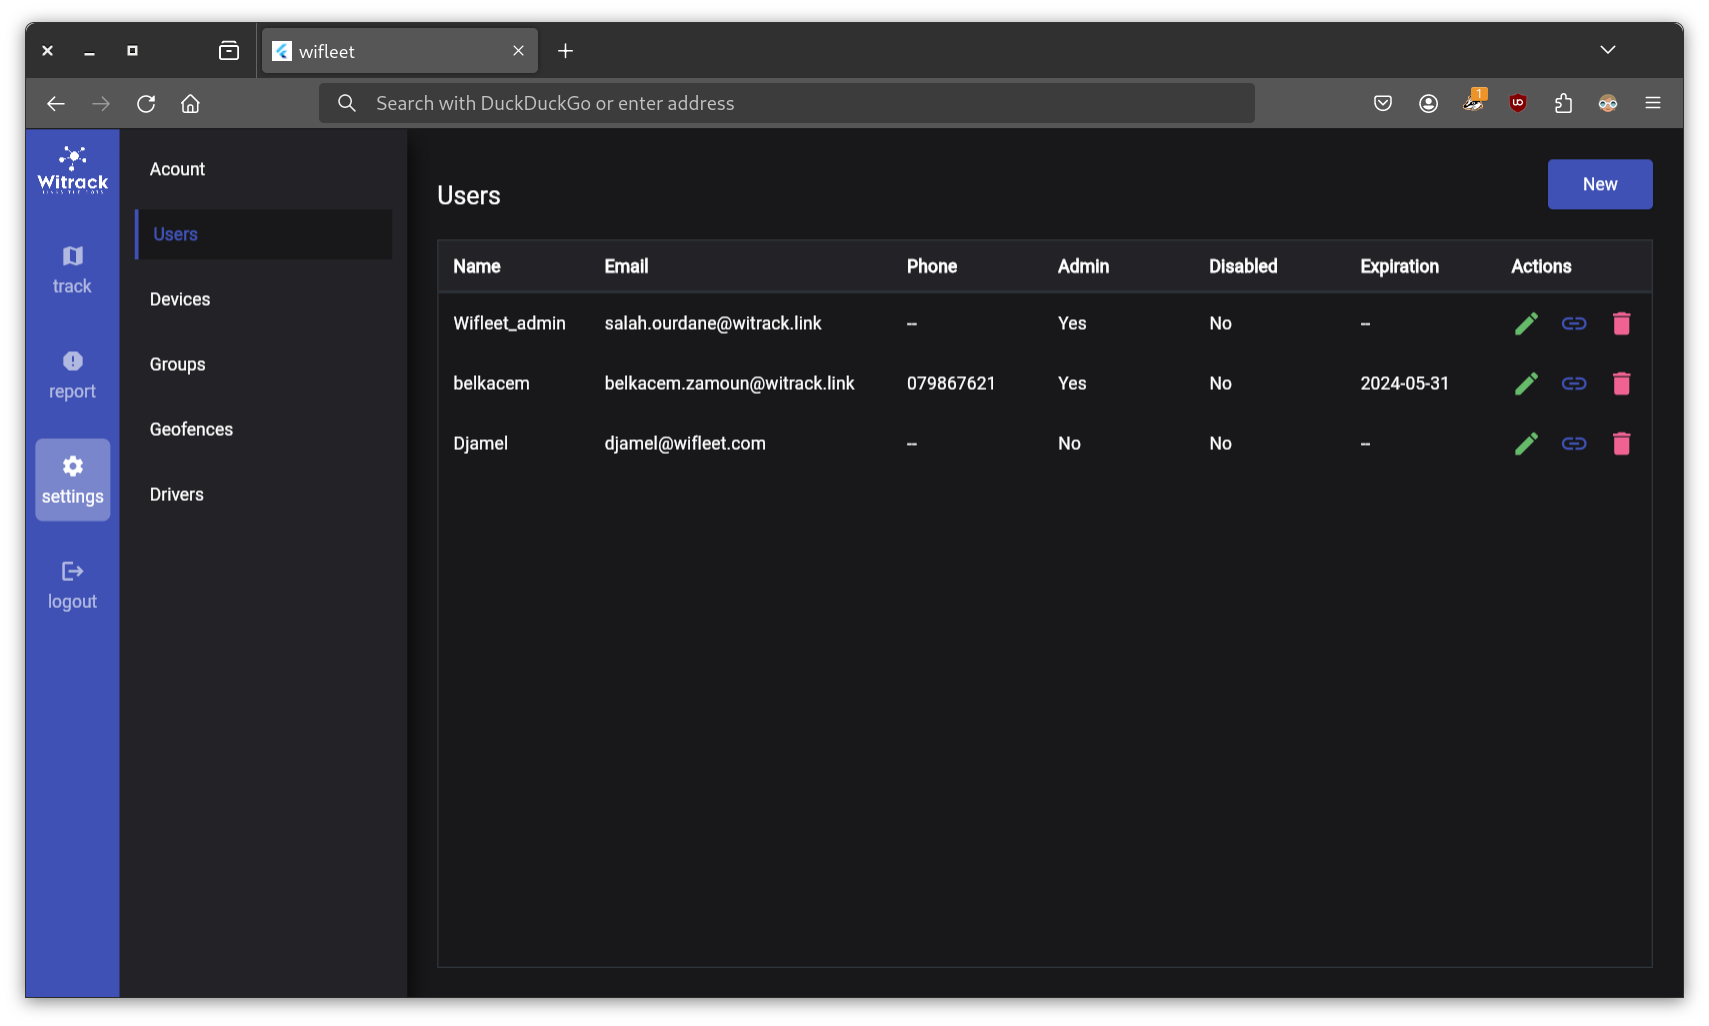 wifleet
Search with DuckDuckGo or enter address
1
Witrack
track
report
settings
logout
Acount
Users
Devices
Groups
Geofences
Drivers
Users
New
Name Email Phone Admin Disabled Expiration Actions
Wifleet_admin salah.ourdane@witrack.link -- Yes No --
belkacem belkacem.zamoun@witrack.link 079867621 Yes No 2024-05-31
Djamel djamel@wifleet.com -- No No --